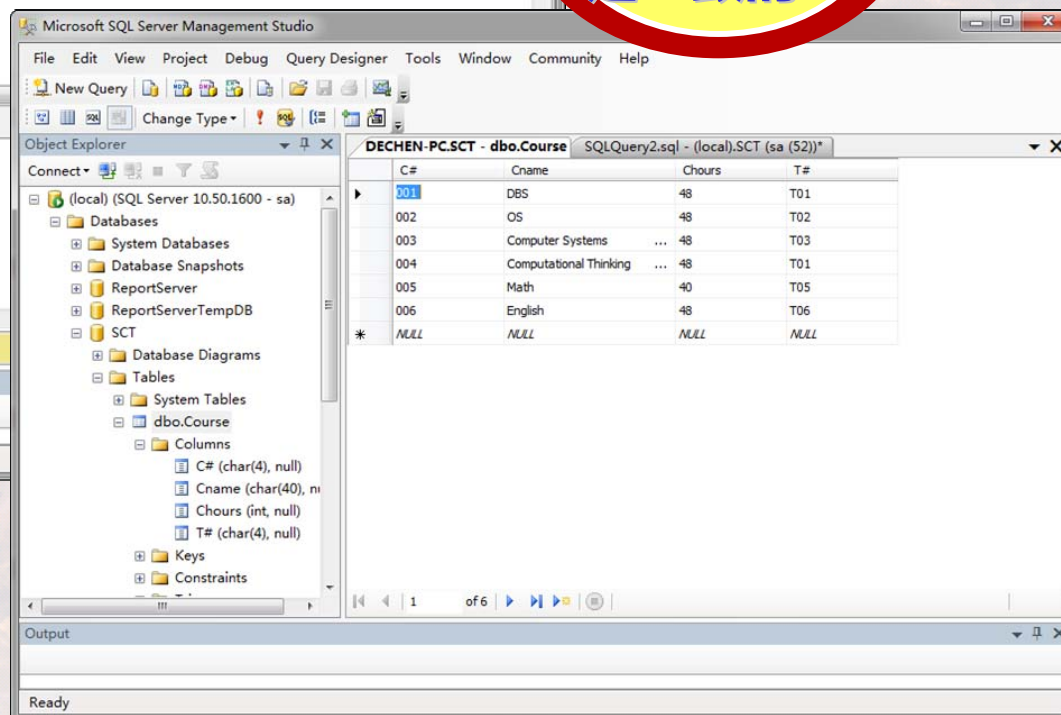 Microsoft SQL Server Management Studio
File Edit View Project Debug Query Designer Tools Window Community Help
New Query
Change Type
Object Explorer
DECHEN-PC.SCT - dbo.Course SQLQuery2.sql - (local).SCT (sa (52))*
Connect
C# Cname Chours T#
001 DBS 48 T01
002 OS 48 T02
003 Computer Systems ... 48 T03
004 Computational Thinking ... 48 T01
005 Math 40 T05
006 English 48 T06
NULL NULL NULL NULL
(local) (SQL Server 10.50.1600 - sa)
Databases
System Databases
Database Snapshots
ReportServer
ReportServerTempDB
SCT
Database Diagrams
Tables
System Tables
dbo.Course
Columns
C# (char(4), null)
Cname (char(40), nu
Chours (int, null)
T# (char(4), null)
Keys
Constraints
1 of 6
Output
Ready